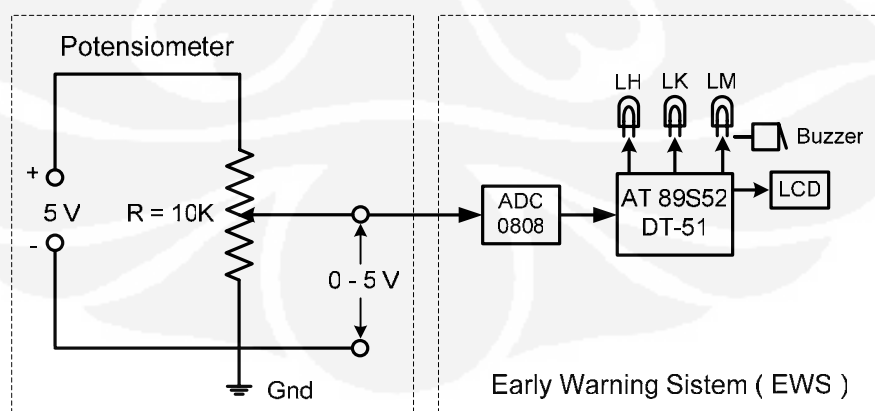 Potensiometer
+
5 V
-
R = 10K
0 - 5 V
Gnd
ADC
0808
LH LK LM
Buzzer
AT 89S52
DT-51
LCD
Early Warning Sistem ( EWS )